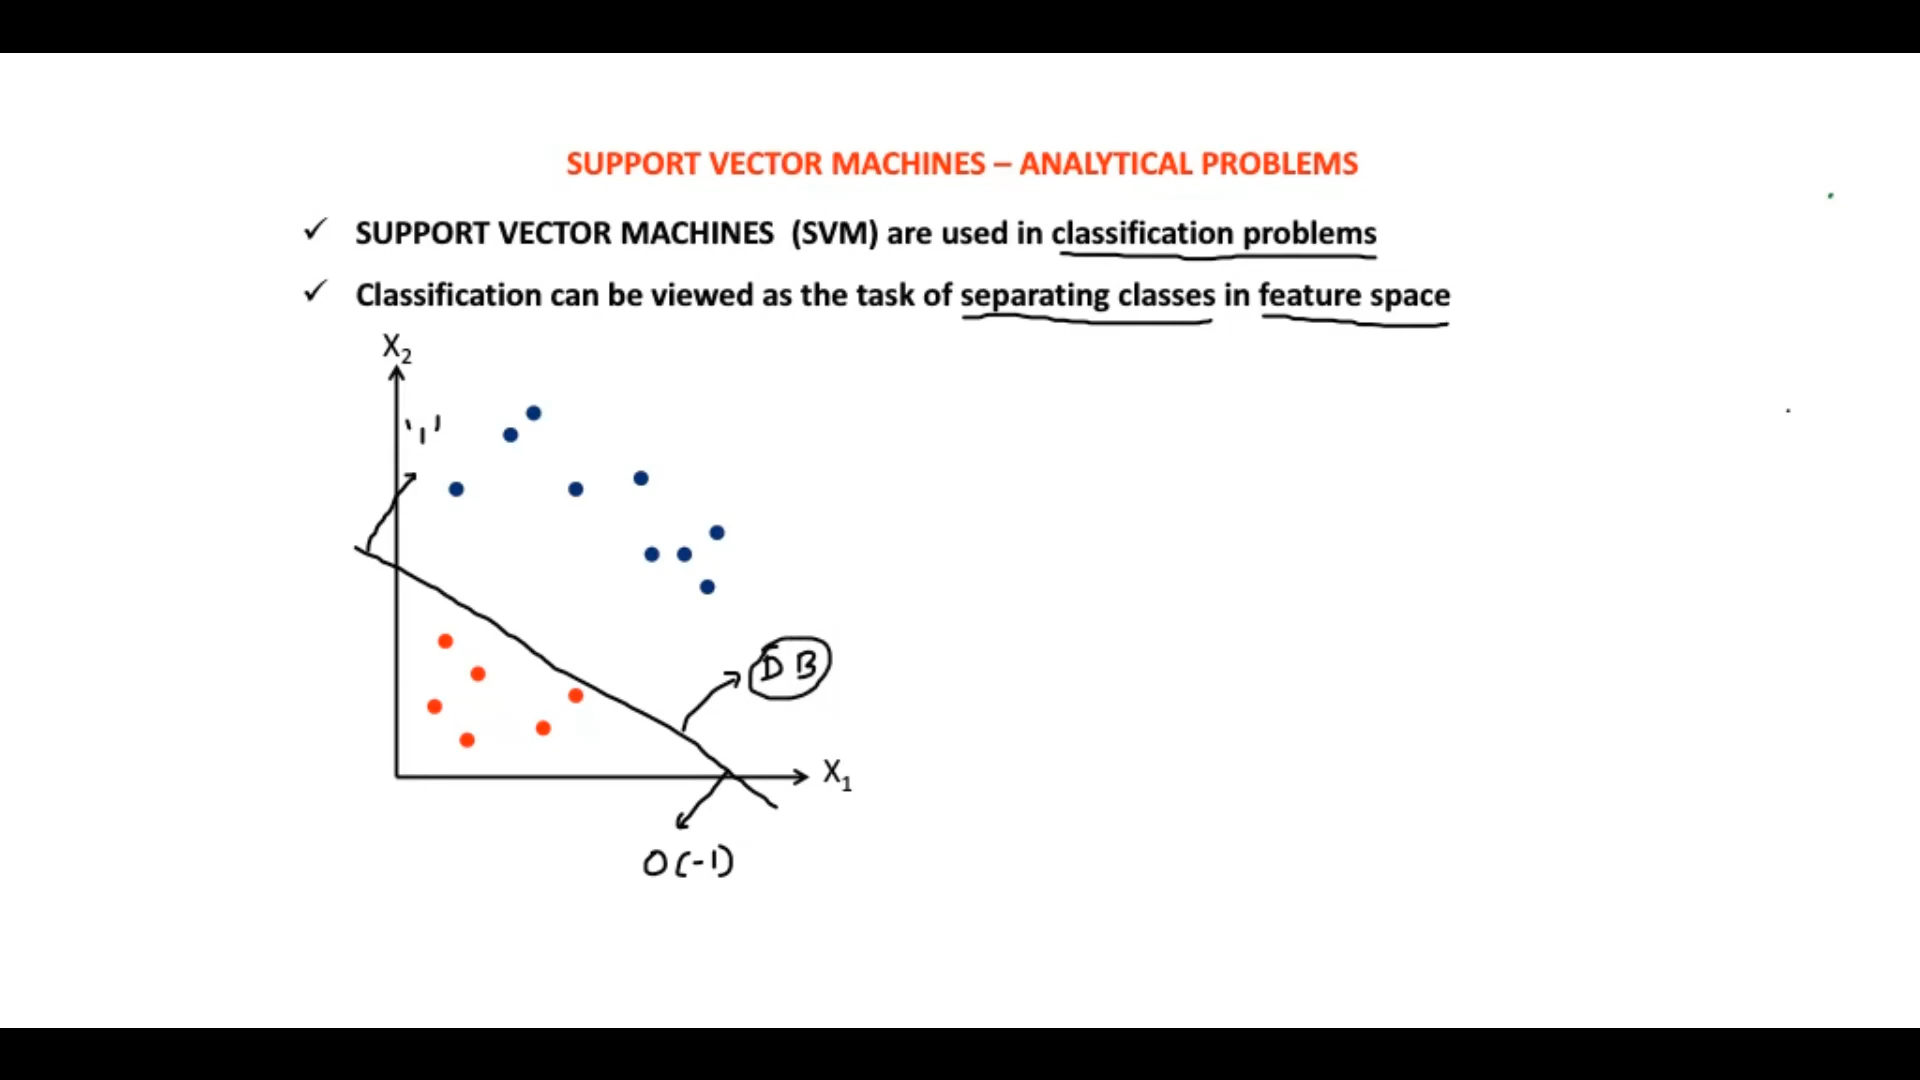 SUPPORT VECTOR MACHINES – ANALYTICAL PROBLEMS
✓ SUPPORT VECTOR MACHINES (SVM) are used in classification problems
✓ Classification can be viewed as the task of separating classes in feature space
X₂
'1'
DB
X₁
0(-1)